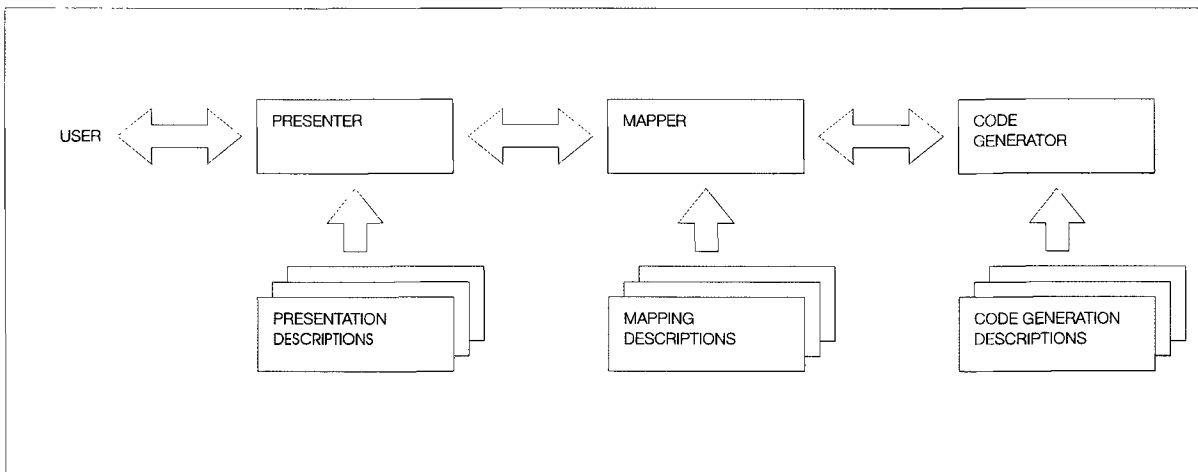 USER
PRESENTER
MAPPER
CODE
GENERATOR
PRESENTATION
DESCRIPTIONS
MAPPING
DESCRIPTIONS
CODE GENERATION
DESCRIPTIONS